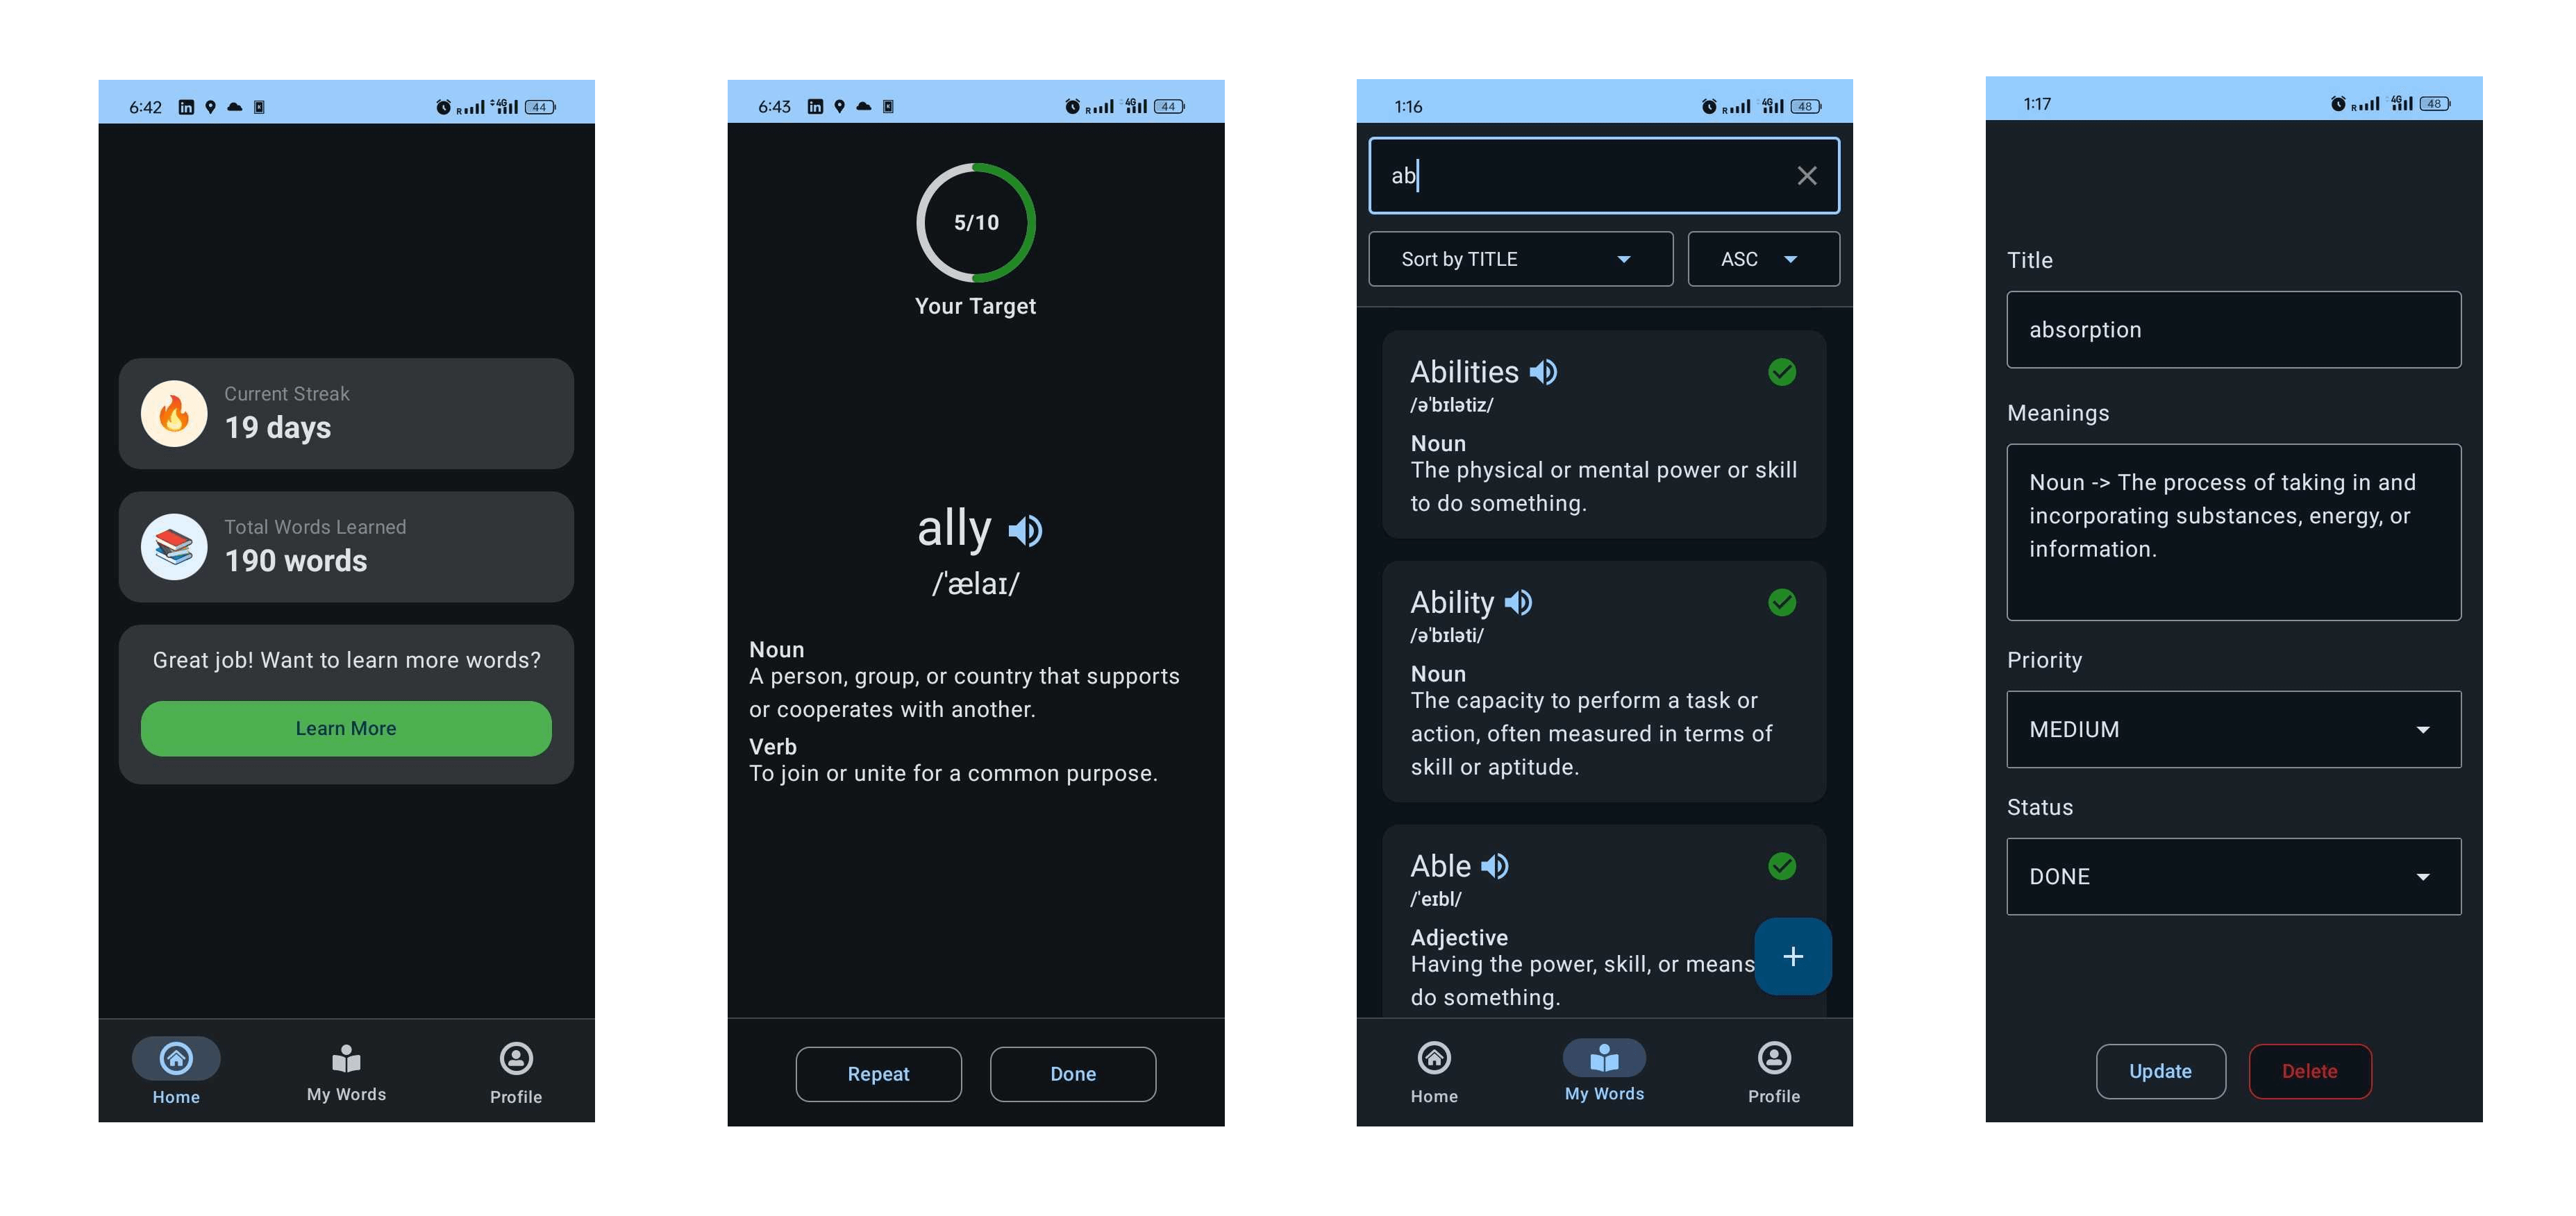 6:42
R 4G 44
Current Streak
19 days
Total Words Learned
190 words
Great job! Want to learn more words?
Learn More
Home
My Words
Profile
6:43
R 4G 44
5/10
Your Target
ally
/ˈælaɪ/
Noun
A person, group, or country that supports
or cooperates with another.
Verb
To join or unite for a common purpose.
Repeat
Done
1:16
R 4G 48
ab
Sort by TITLE
ASC
Abilities
/əˈbɪlətiz/
Noun
The physical or mental power or skill
to do something.
Ability
/əˈbɪləti/
Noun
The capacity to perform a task or
action, often measured in terms of
skill or aptitude.
Able
/ˈeɪbl/
Adjective
Having the power, skill, or means
do something.
Home
My Words
Profile
1:17
R 4G 48
Title
absorption
Meanings
Noun -> The process of taking in and
incorporating substances, energy, or
information.
Priority
MEDIUM
Status
DONE
Update
Delete